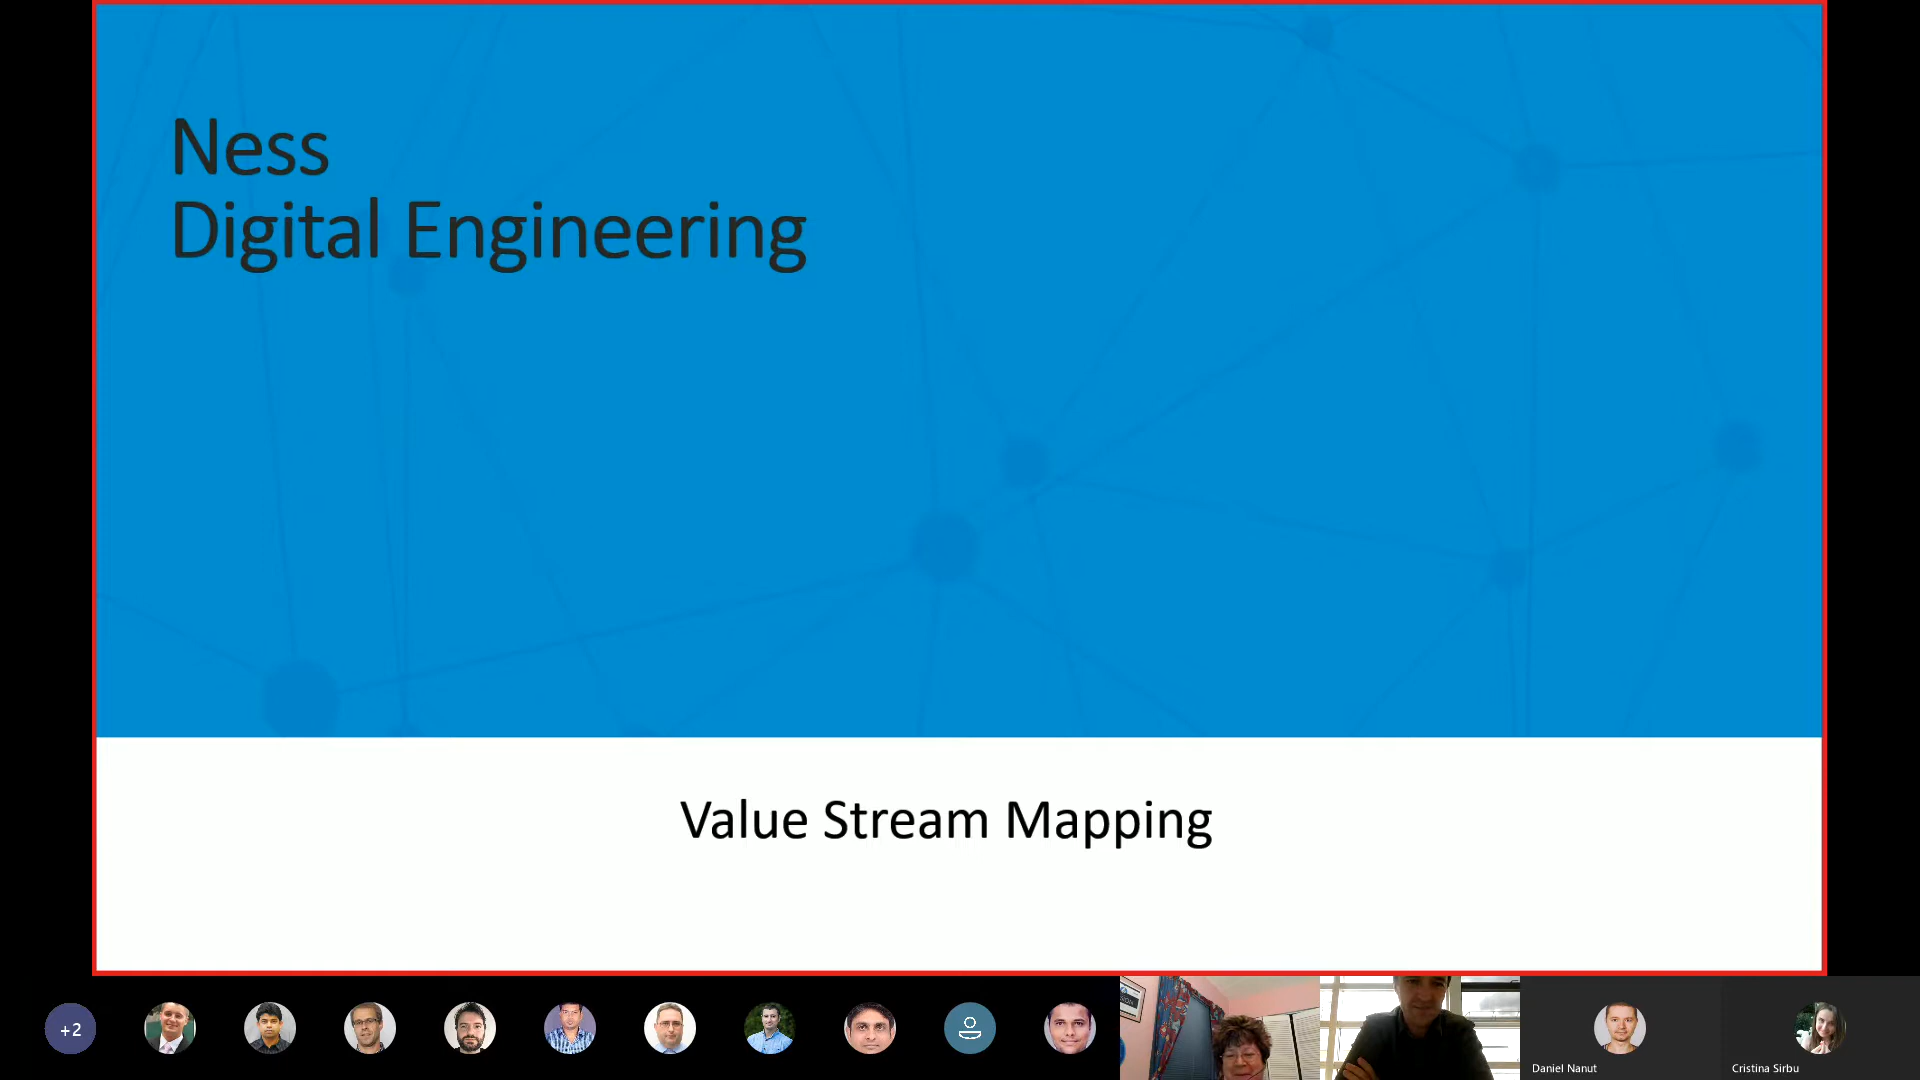 Ness
Digital Engineering
Value Stream Mapping
+2
Daniel Nanut
Cristina Sirbu